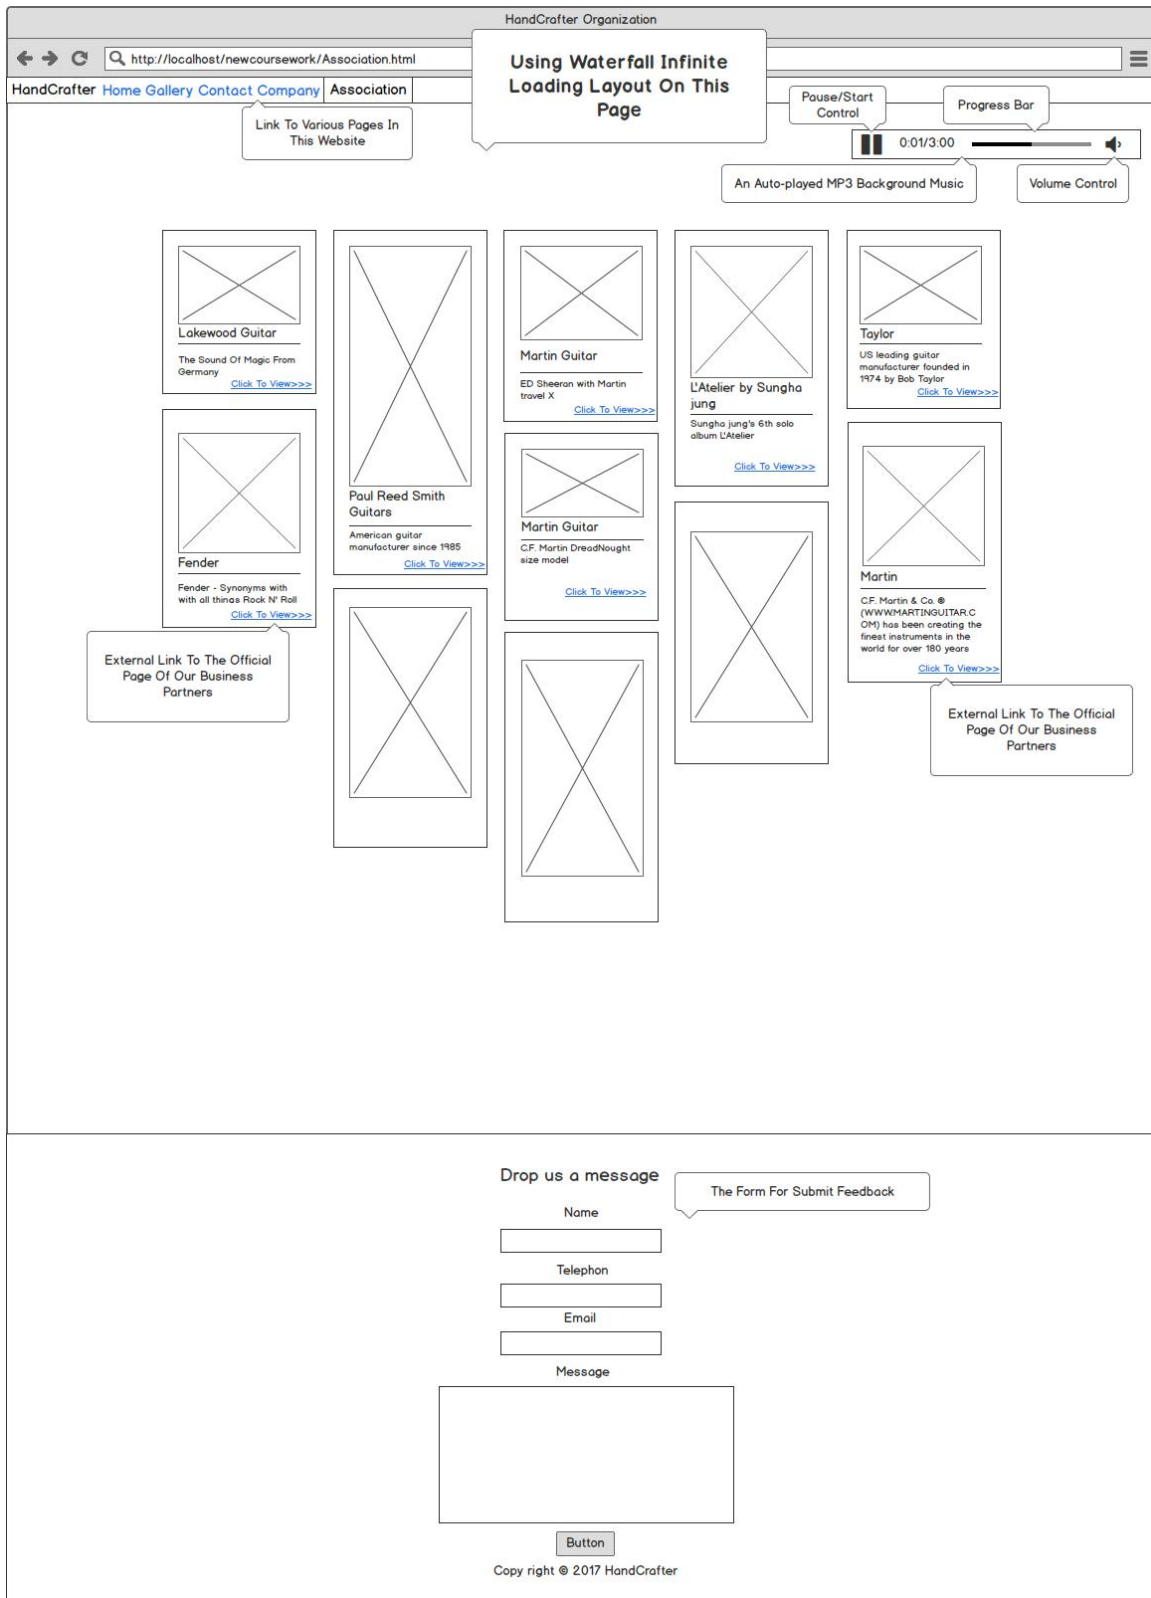 HandCrafter Organization
http://localhost/newcoursework/Association.html
Using Waterfall Infinite
Loading Layout On This
Page
HandCrafter Home Gallery Contact Company Association
Link To Various Pages In
This Website
Pause/Start
Control
Progress Bar
0:01/3:00
An Auto-played MP3 Background Music
Volume Control
Lakewood Guitar
The Sound Of Magic From
Germany
Click To View>>>
Paul Reed Smith
Guitars
American guitar
manufacturer since 1985
Click To View>>>
Martin Guitar
ED Sheeran with Martin
travel X
Click To View>>>
L'Atelier by Sungha
jung
Sungha jung's 6th solo
album L'Atelier
Click To View>>>
Taylor
US leading guitar
manufacturer founded in
1974 by Bob Taylor
Click To View>>>
Fender
Fender - Synonyms with
with all things Rock N' Roll
Click To View>>>
Martin Guitar
C.F. Martin DreadNought
size model
Click To View>>>
Martin
C.F. Martin & Co. ®
(WWW.MARTINGUITAR.C
OM) has been creating the
finest instruments in the
world for over 180 years
Click To View>>>
External Link To The Official
Page Of Our Business
Partners
External Link To The Official
Page Of Our Business
Partners
Drop us a message
The Form For Submit Feedback
Name
Telephon
Email
Message
Button
Copy right © 2017 HandCrafter